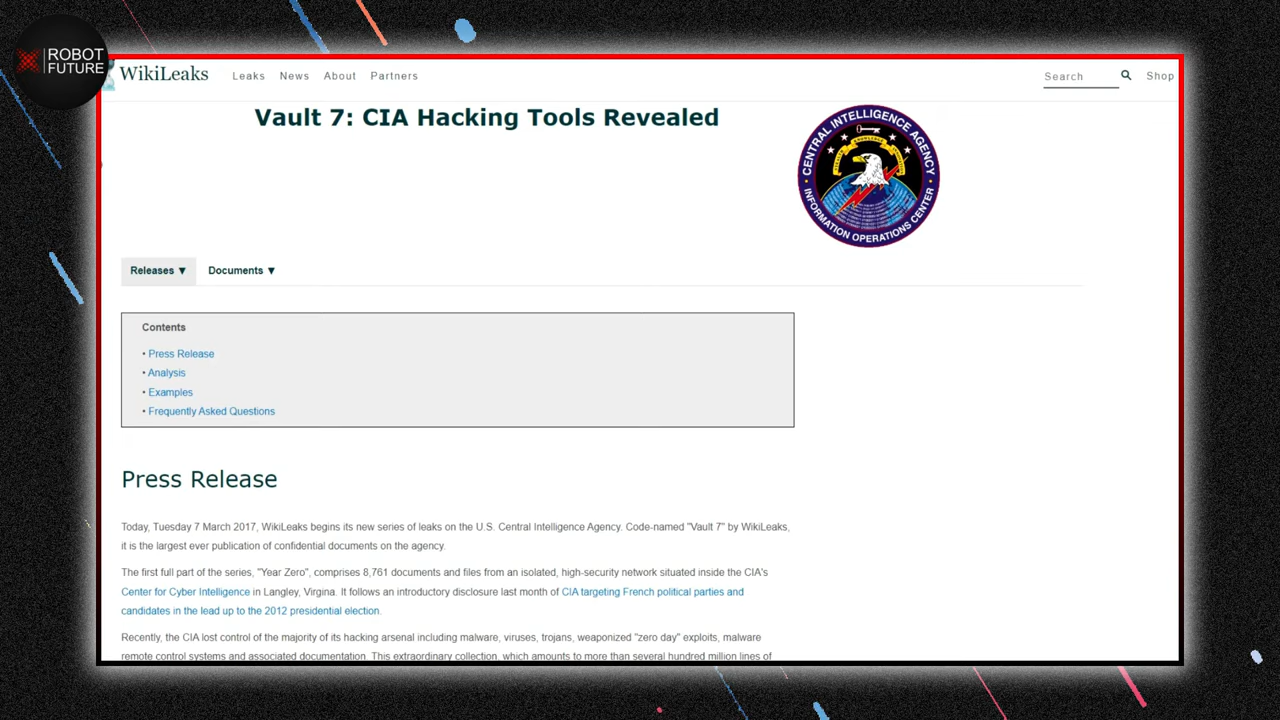 ROBOT
FUTURE
WikiLeaks Leaks News About Partners Search Shop
Vault 7: CIA Hacking Tools Revealed
CENTRAL INTELLIGENCE AGENCY
INFORMATION OPERATIONS CENTER
Releases ▼ Documents ▼
Contents
• Press Release
• Analysis
• Examples
• Frequently Asked Questions
Press Release
Today, Tuesday 7 March 2017, WikiLeaks begins its new series of leaks on the U.S. Central Intelligence Agency. Code-named "Vault 7" by WikiLeaks,
it is the largest ever publication of confidential documents on the agency.
The first full part of the series, "Year Zero", comprises 8,761 documents and files from an isolated, high-security network situated inside the CIA's
Center for Cyber Intelligence in Langley, Virgina. It follows an introductory disclosure last month of CIA targeting French political parties and
candidates in the lead up to the 2012 presidential election.
Recently, the CIA lost control of the majority of its hacking arsenal including malware, viruses, trojans, weaponized "zero day" exploits, malware
remote control systems and associated documentation. This extraordinary collection, which amounts to more than several hundred million lines of